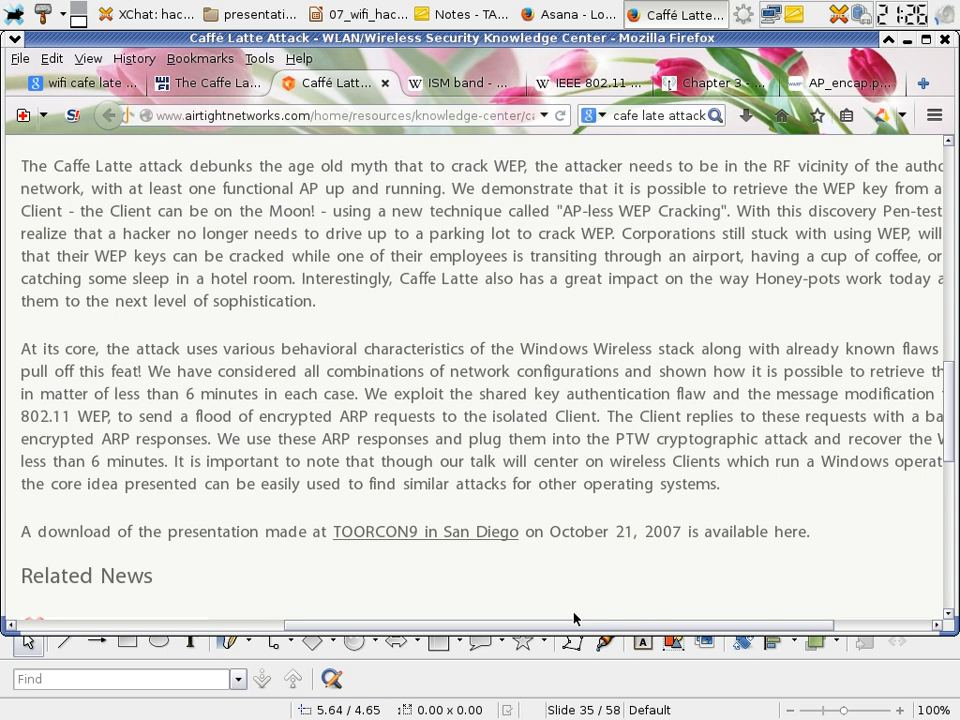 XChat: hac...
presentati...
07_wifi_hac...
Notes - TA...
Asana - Lo...
Caffé Latte...
21:26
Caffé Latte Attack - WLAN/Wireless Security Knowledge Center - Mozilla Firefox
File Edit View History Bookmarks Tools Help
wifi cafe late ...
The Caffe La...
Caffé Latt...
ISM band - ...
IEEE 802.11 ...
Chapter 3 - ...
AP_encap.p...
www.airtightnetworks.com/home/resources/knowledge-center/ca
cafe late attack
The Caffe Latte attack debunks the age old myth that to crack WEP, the attacker needs to be in the RF vicinity of the autho
network, with at least one functional AP up and running. We demonstrate that it is possible to retrieve the WEP key from a
Client - the Client can be on the Moon! - using a new technique called "AP-less WEP Cracking". With this discovery Pen-test
realize that a hacker no longer needs to drive up to a parking lot to crack WEP. Corporations still stuck with using WEP, will
that their WEP keys can be cracked while one of their employees is transiting through an airport, having a cup of coffee, or
catching some sleep in a hotel room. Interestingly, Caffe Latte also has a great impact on the way Honey-pots work today a
them to the next level of sophistication.
At its core, the attack uses various behavioral characteristics of the Windows Wireless stack along with already known flaws
pull off this feat! We have considered all combinations of network configurations and shown how it is possible to retrieve th
in matter of less than 6 minutes in each case. We exploit the shared key authentication flaw and the message modification
802.11 WEP, to send a flood of encrypted ARP requests to the isolated Client. The Client replies to these requests with a ba
encrypted ARP responses. We use these ARP responses and plug them into the PTW cryptographic attack and recover the W
less than 6 minutes. It is important to note that though our talk will center on wireless Clients which run a Windows operat
the core idea presented can be easily used to find similar attacks for other operating systems.
A download of the presentation made at TOORCON9 in San Diego on October 21, 2007 is available here.
Related News
Find
5.64 / 4.65
0.00 x 0.00
Slide 35 / 58
Default
100%